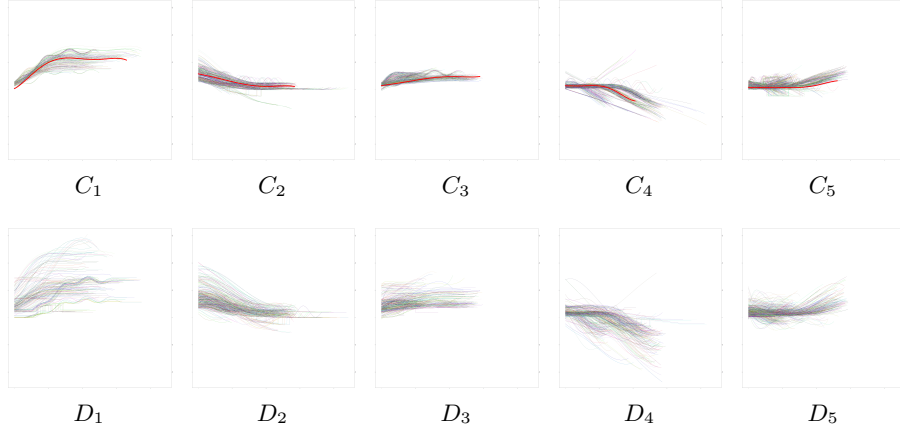 C₁ C₂ C₃ C₄ C₅
D₁ D₂ D₃ D₄ D₅